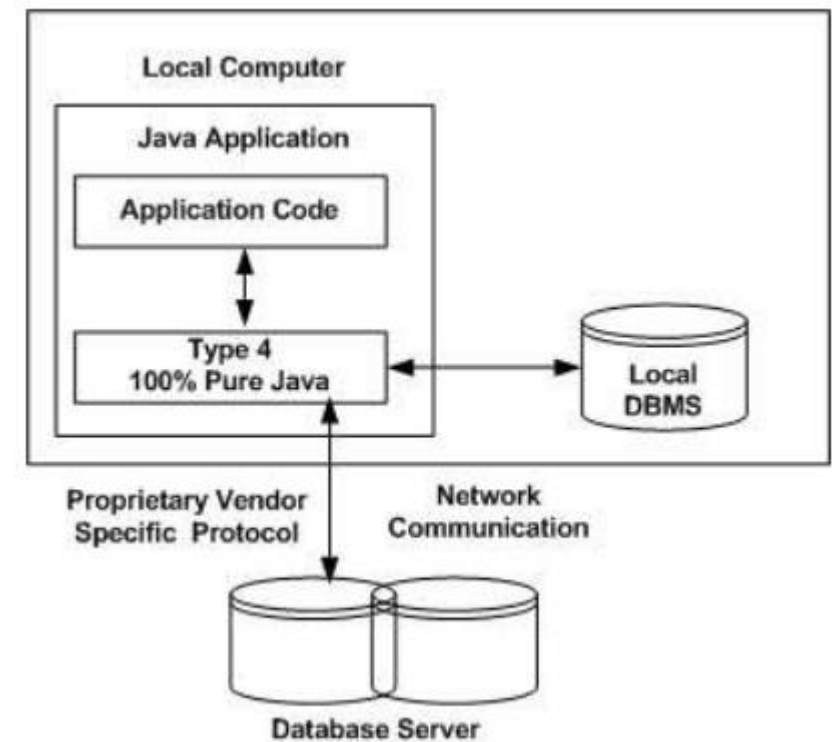 Local Computer
Java Application
Application Code
Type 4
100% Pure Java
Local
DBMS
Proprietary Vendor
Specific Protocol
Network
Communication
Database Server